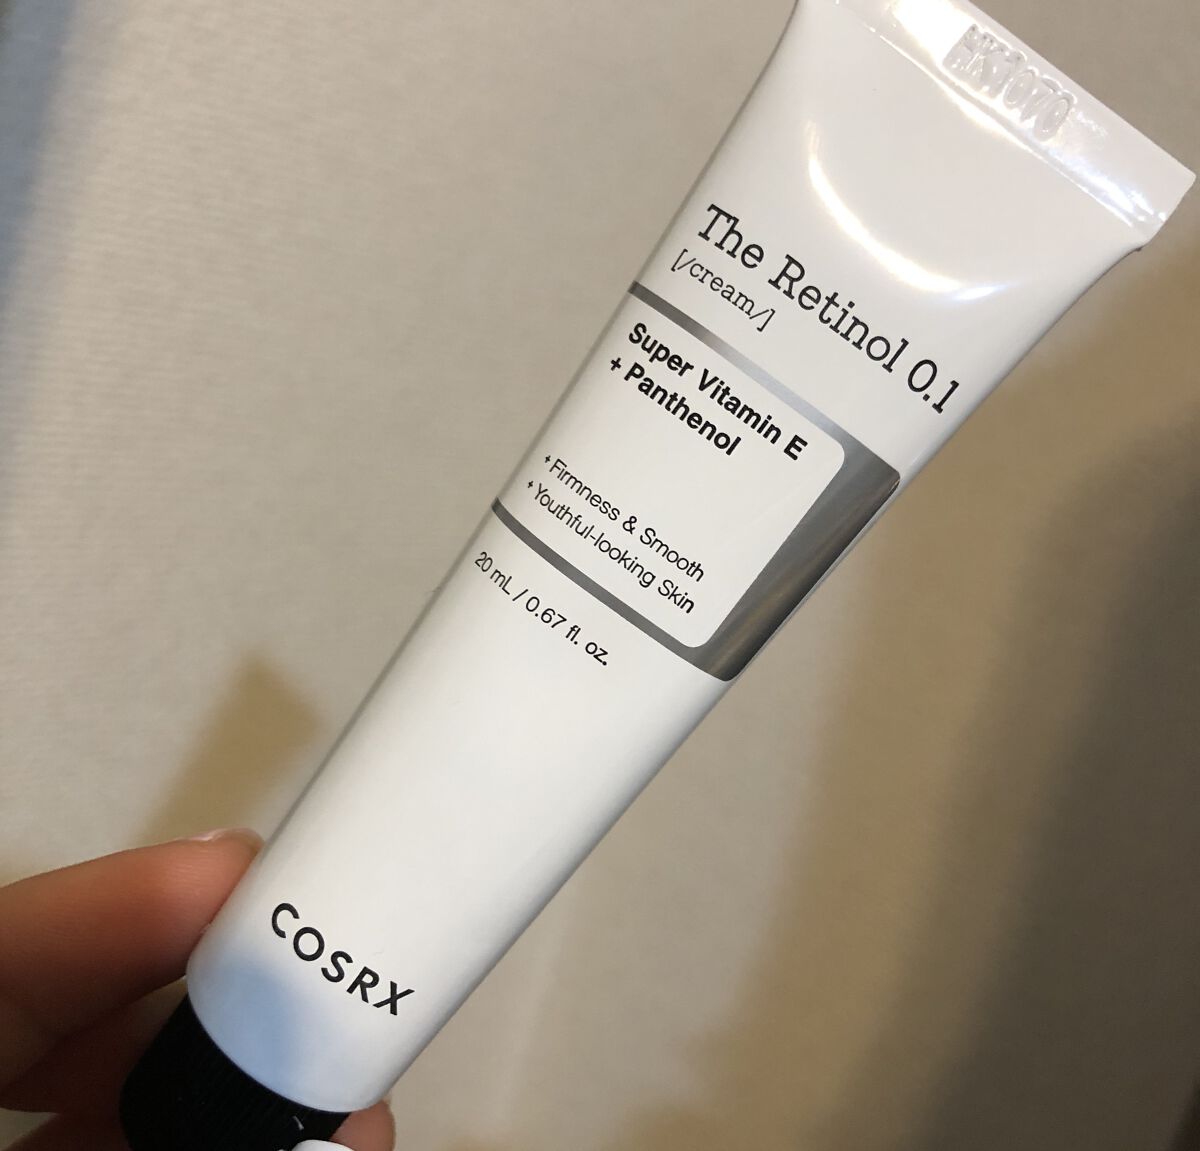 The Retinol 0.1
[/cream/]
Super Vitamin E
+ Panthenol
+ Firmness & Smooth
+ Youthful-looking Skin
20 mL / 0.67 fl. oz.
COSRX